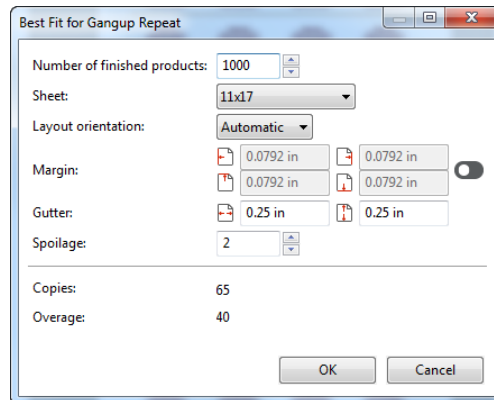 Best Fit for Gangup Repeat
Number of finished products: 1000
Sheet: 11x17
Layout orientation: Automatic
Margin: 0.0792 in 0.0792 in
0.0792 in 0.0792 in
Gutter: 0.25 in 0.25 in
Spoilage: 2
Copies: 65
Overage: 40
OK Cancel